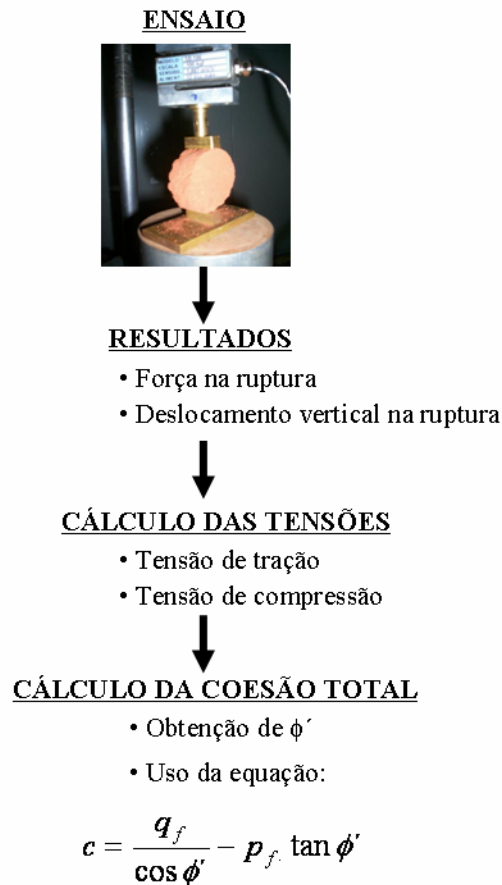 ENSAIO
RESULTADOS
• Força na ruptura
• Deslocamento vertical na ruptura
CÁLCULO DAS TENSÕES
• Tensão de tração
• Tensão de compressão
CÁLCULO DA COESÃO TOTAL
• Obtenção de ϕ´
• Uso da equação:
c = q_f / cos ϕ' − p_f. tan ϕ'